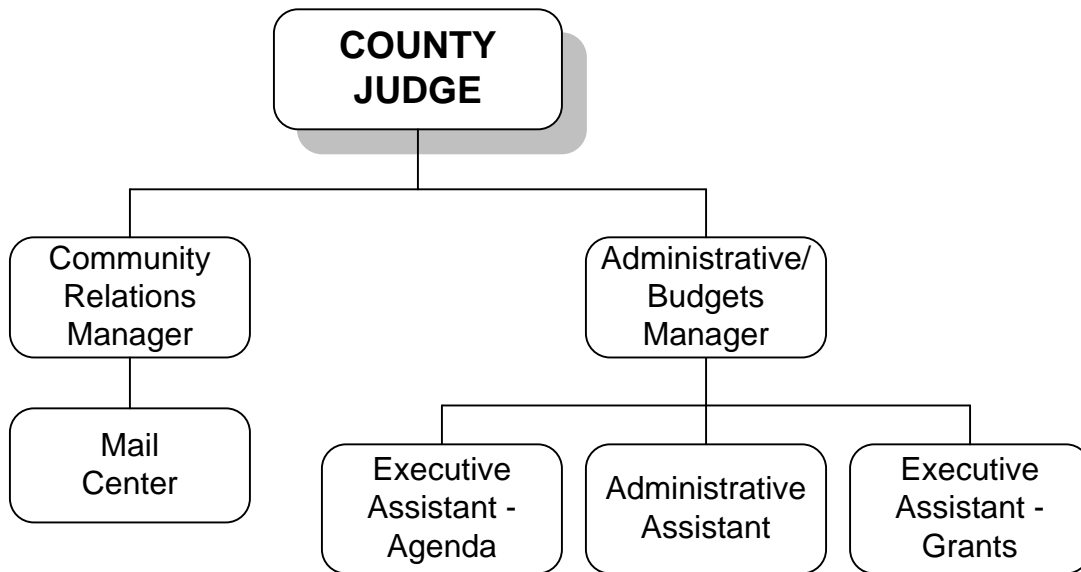 COUNTY
JUDGE
Community
Relations
Manager
Administrative/
Budgets
Manager
Mail
Center
Executive
Assistant -
Agenda
Administrative
Assistant
Executive
Assistant -
Grants